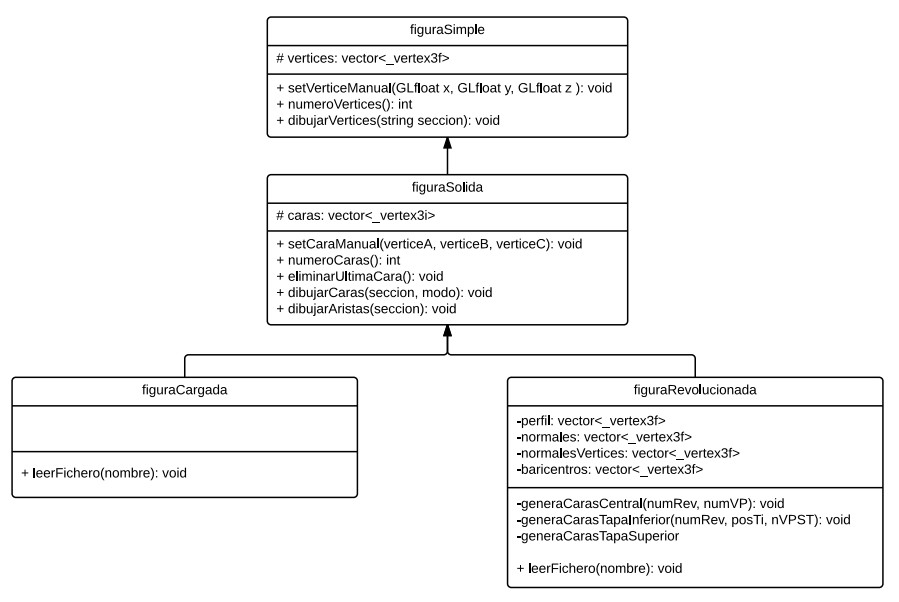 figuraSimple
# vertices: vector<_vertex3f>
+ setVerticeManual(GLfloat x, GLfloat y, GLfloat z ): void
+ numeroVertices(): int
+ dibujarVertices(string seccion): void
figuraSolida
# caras: vector<_vertex3i>
+ setCaraManual(verticeA, verticeB, verticeC): void
+ numeroCaras(): int
+ eliminarUltimaCara(): void
+ dibujarCaras(seccion, modo): void
+ dibujarAristas(seccion): void
figuraCargada
+ leerFichero(nombre): void
figuraRevolucionada
-perfil: vector<_vertex3f>
-normales: vector<_vertex3f>
-normalesVertices: vector<_vertex3f>
-baricentros: vector<_vertex3f>
-generaCarasCentral(numRev, numVP): void
-generaCarasTapaInferior(numRev, posTi, nVPST): void
-generaCarasTapaSuperior
+ leerFichero(nombre): void